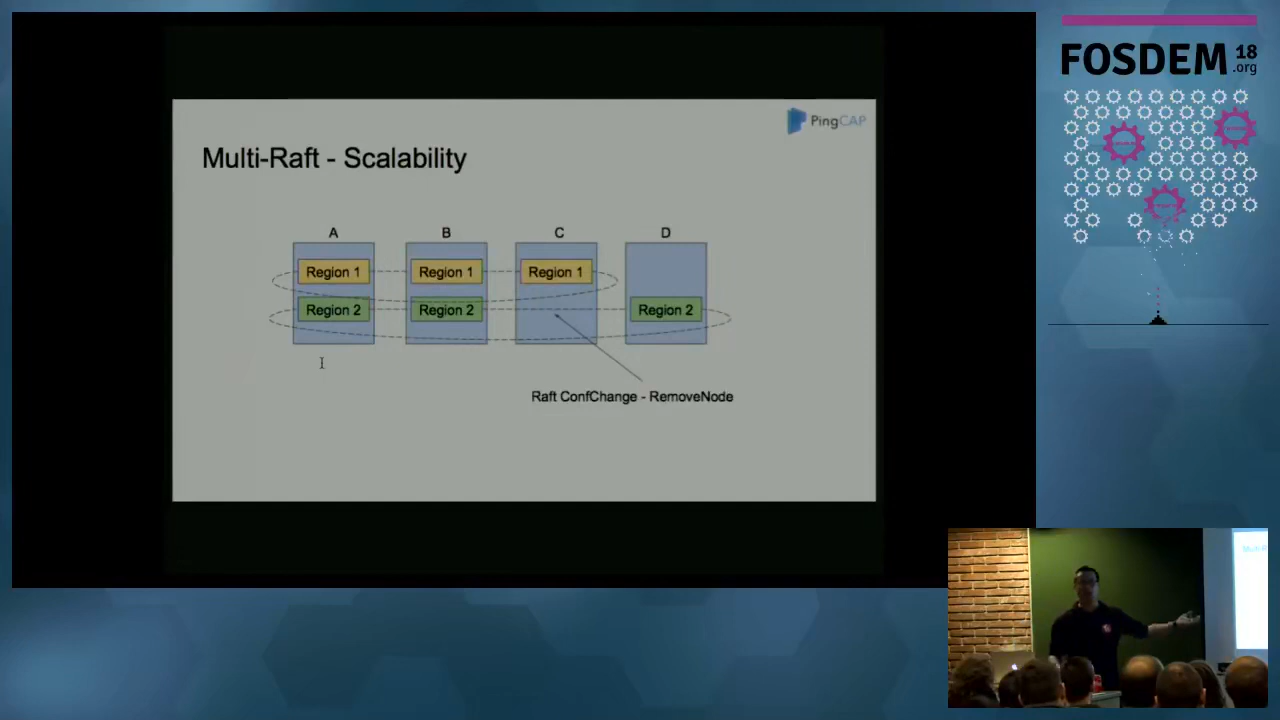 FOSDEM 18
.org
PingCAP
Multi-Raft - Scalability
A B C D
Region 1 Region 1 Region 1
Region 2 Region 2 Region 2
Raft ConfChange - RemoveNode